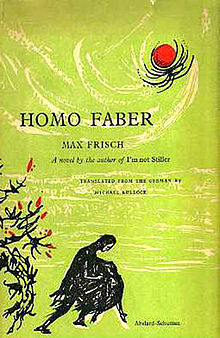 HOMO FABER
MAX FRISCH
A novel by the author of I'm not Stiller
TRANSLATED FROM THE GERMAN BY
MICHAEL BULLOCK
Abelard-Schuman